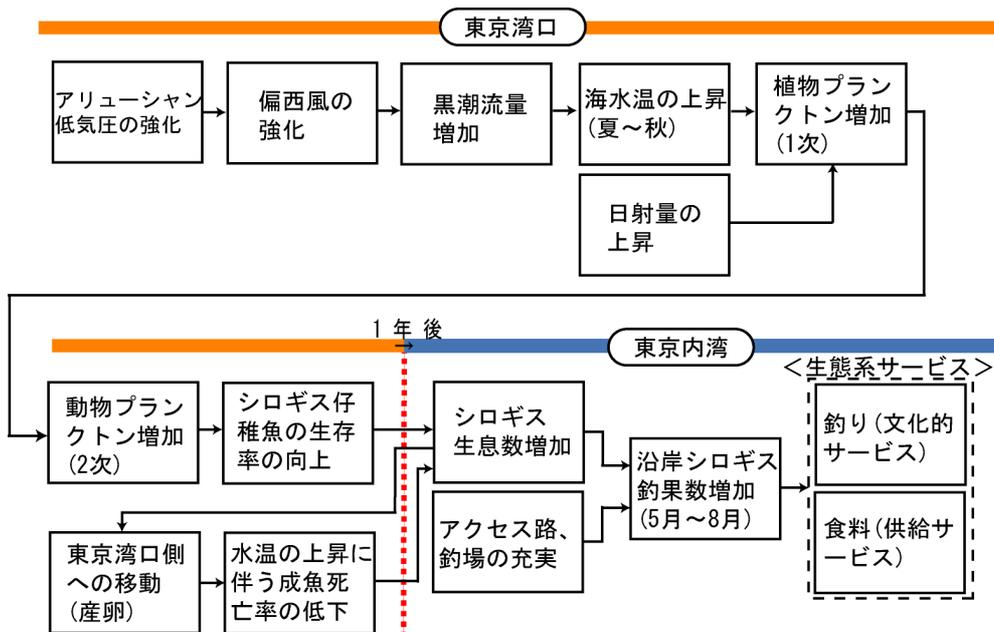 東京湾口
アリューシャン
低気圧の強化
偏西風の
強化
黒潮流量
増加
海水温の上昇
(夏〜秋)
植物プラン
クトン増加
(1次)
日射量の
上昇
1 年 後
→
東京内湾
＜生態系サービス＞
動物プラン
クトン増加
(2次)
シロギス仔
稚魚の生存
率の向上
シロギス
生息数増加
アクセス路、
釣場の充実
沿岸シロギス
釣果数増加
(5月〜8月)
釣り(文化的
サービス)
食料(供給サ
ービス)
東京湾口側
への移動
(産卵)
水温の上昇に
伴う成魚死
亡率の低下